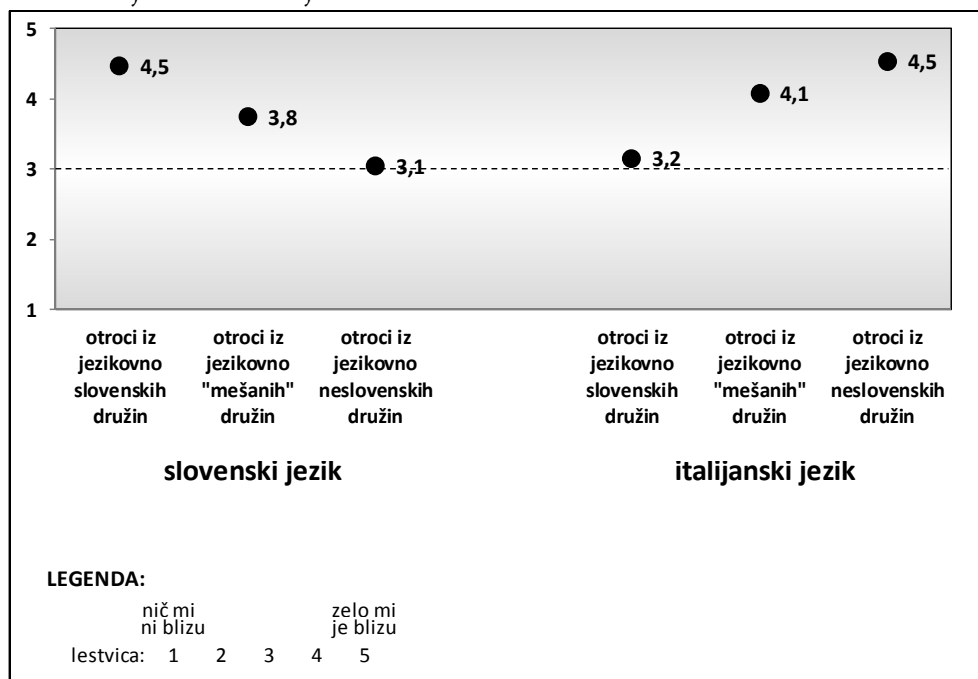 5
4,5
4,5
4
4,1
3,8
3
3,1
3,2
2
1
otroci iz jezikovno slovenskih družin
otroci iz jezikovno "mešanih" družin
otroci iz jezikovno neslovenskih družin
otroci iz jezikovno slovenskih družin
otroci iz jezikovno "mešanih" družin
otroci iz jezikovno neslovenskih družin
slovenski jezik
italijanski jezik
LEGENDA:
nič mi ni blizu
zelo mi je blizu
lestvica: 1 2 3 4 5